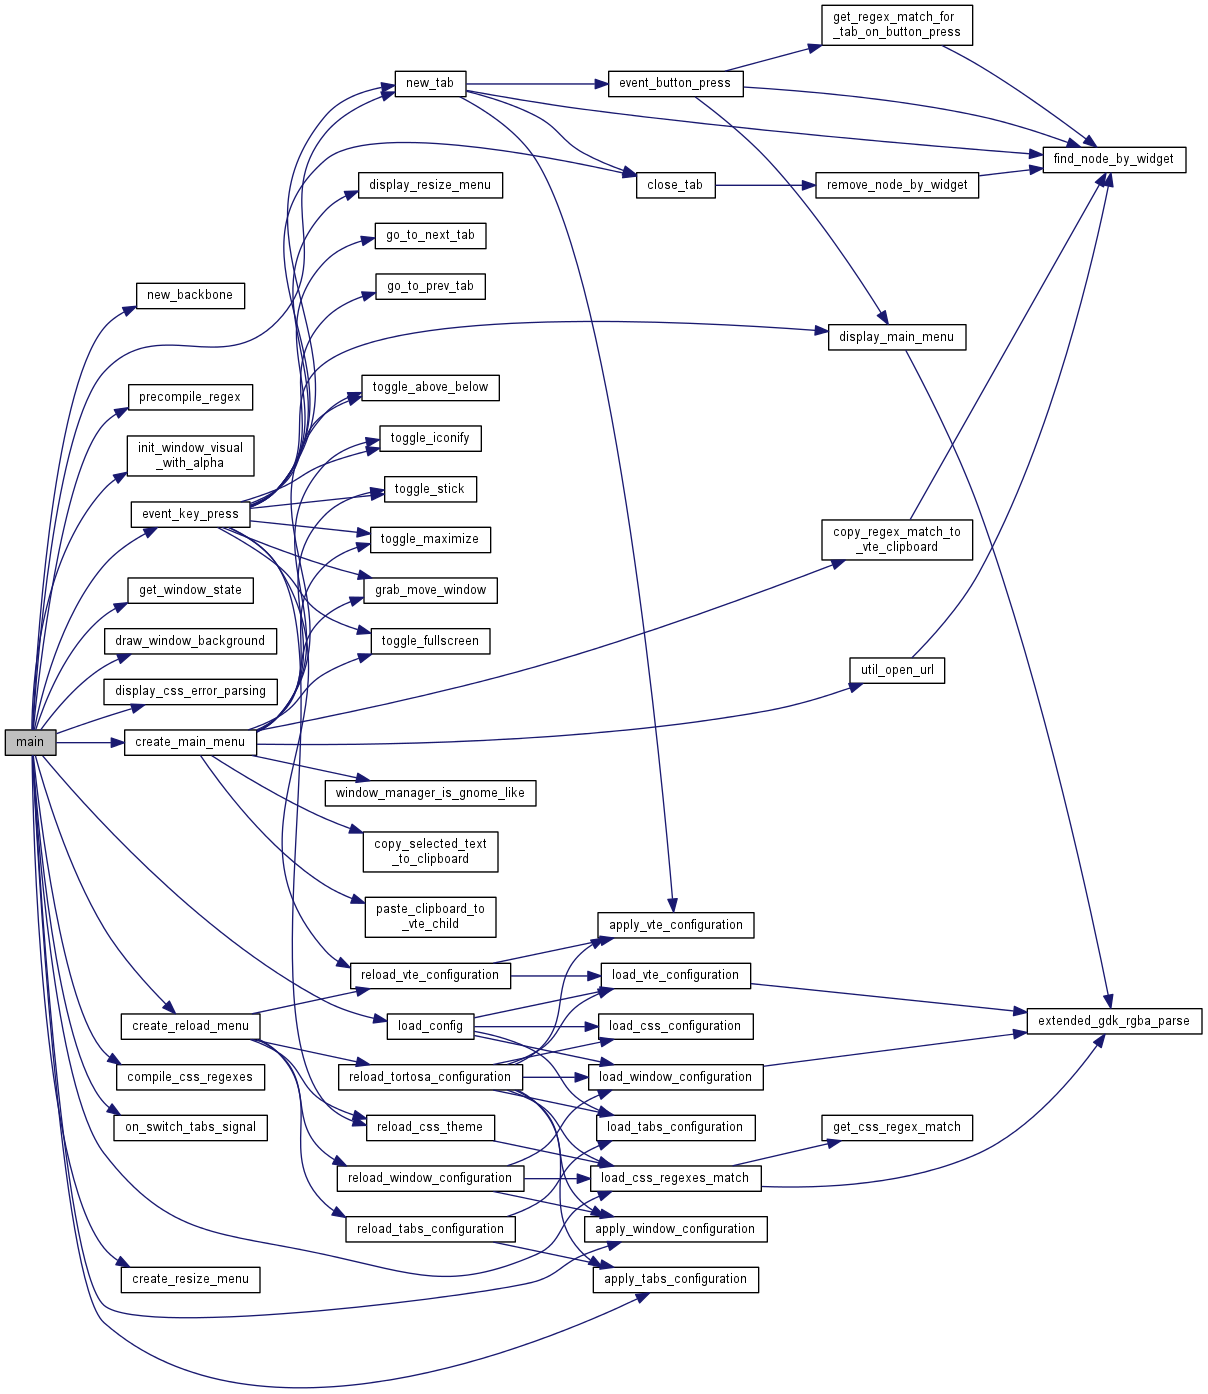 main
new_backbone
precompile_regex
init_window_visual
_with_alpha
event_key_press
get_window_state
draw_window_background
display_css_error_parsing
create_main_menu
create_reload_menu
compile_css_regexes
on_switch_tabs_signal
create_resize_menu
new_tab
display_resize_menu
go_to_next_tab
go_to_prev_tab
toggle_above_below
toggle_iconify
toggle_stick
toggle_maximize
grab_move_window
toggle_fullscreen
window_manager_is_gnome_like
copy_selected_text
_to_clipboard
paste_clipboard_to
_vte_child
reload_vte_configuration
load_config
reload_tortosa_configuration
reload_css_theme
reload_window_configuration
reload_tabs_configuration
event_button_press
close_tab
apply_vte_configuration
load_vte_configuration
load_css_configuration
load_window_configuration
load_tabs_configuration
load_css_regexes_match
apply_window_configuration
apply_tabs_configuration
get_regex_match_for
_tab_on_button_press
remove_node_by_widget
display_main_menu
copy_regex_match_to
_vte_clipboard
util_open_url
get_css_regex_match
find_node_by_widget
extended_gdk_rgba_parse